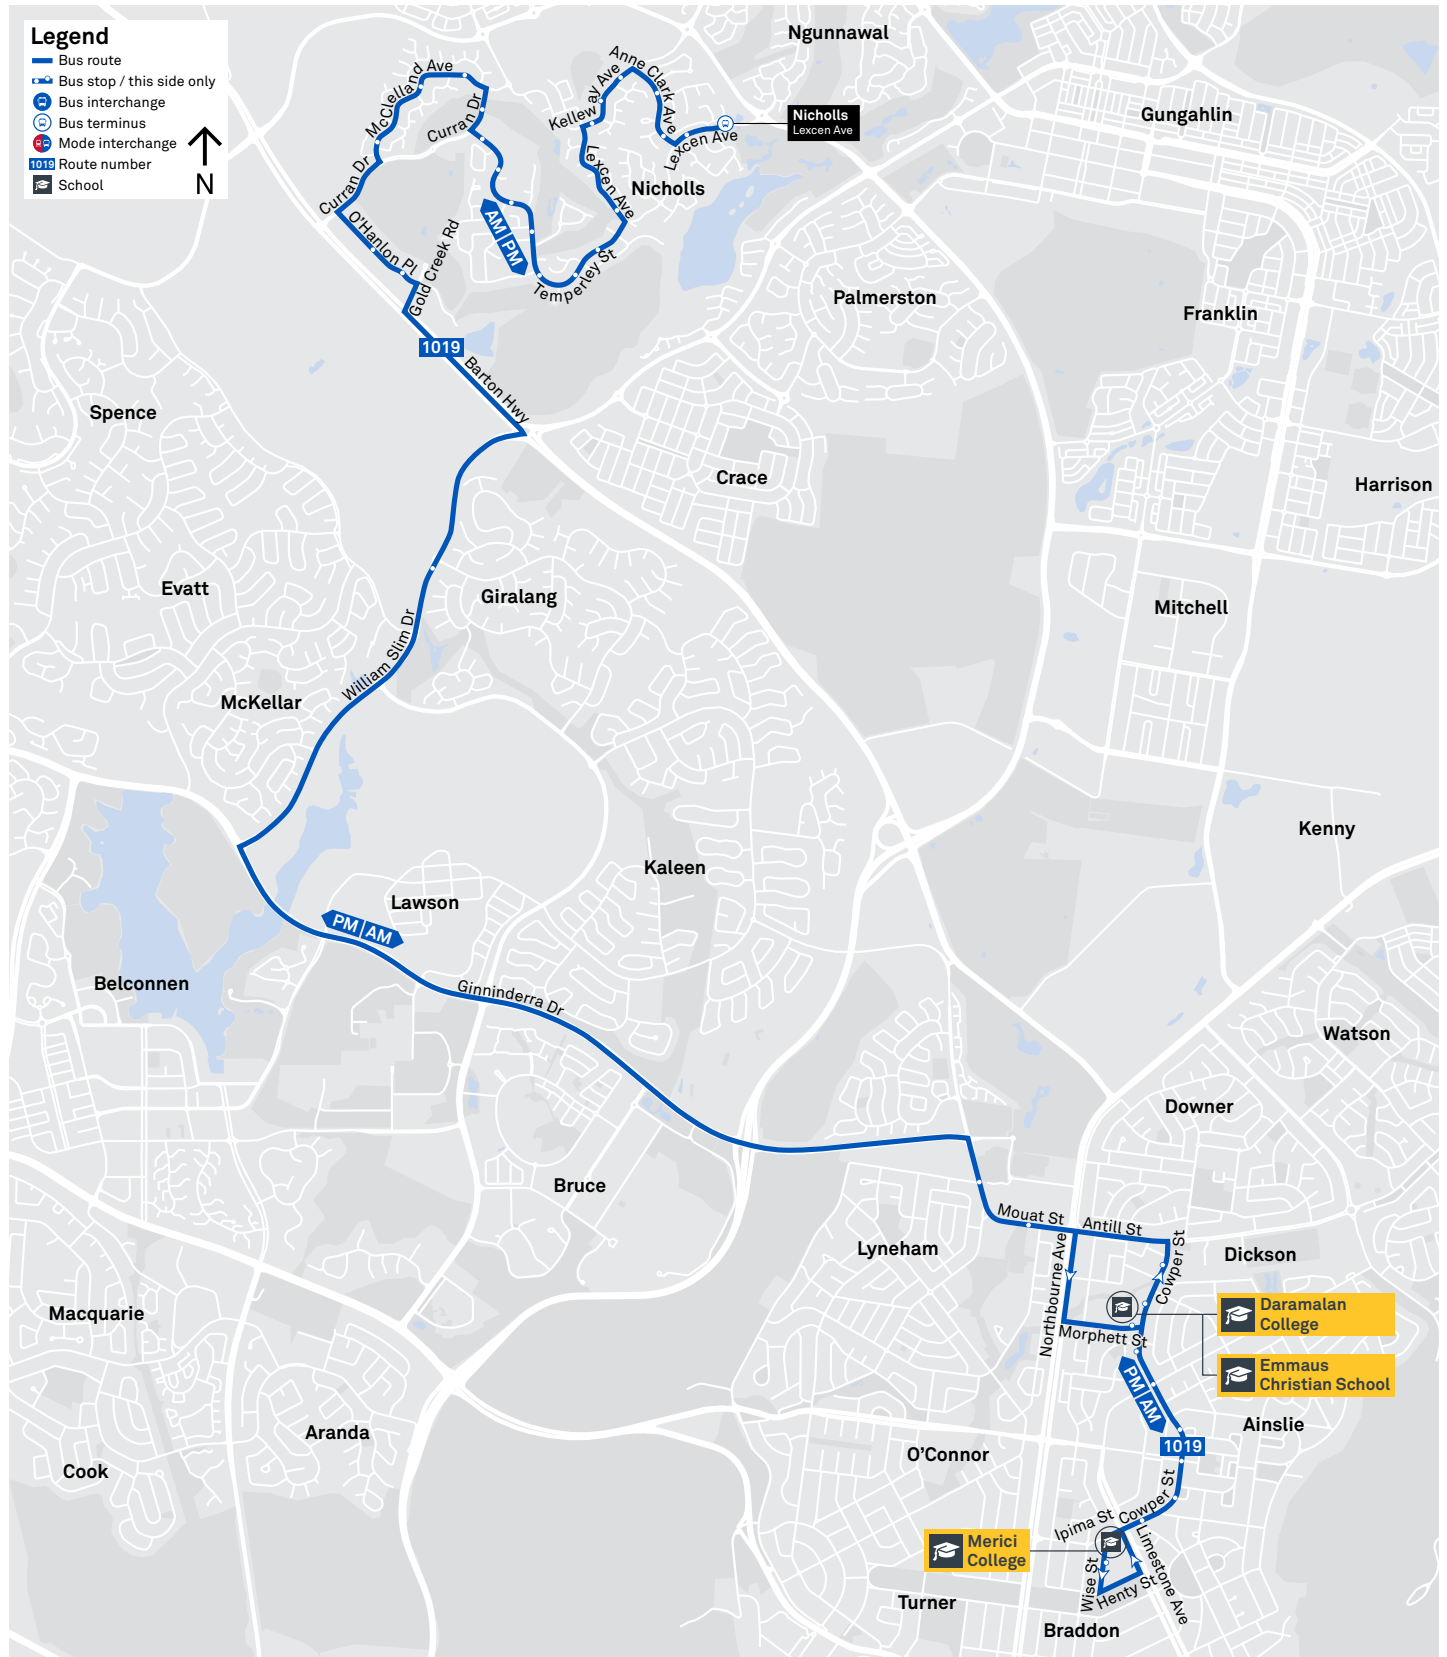 Legend
Bus route
Bus stop / this side only
Bus interchange
Bus terminus
Mode interchange
1019 Route number
School
N
Ngunnawal
Gungahlin
Nicholls
Lexcen Ave
Anne Clark Ave
Kelleway Ave
Lexcen Ave
Lexcen Ave
Nicholls
McClelland Ave
Curran Dr
Curran Dr
O'Hanlon Pl
Gold Creek Rd
AM PM
Temperley St
Palmerston
Franklin
1019
Barton Hwy
Spence
Crace
Harrison
Evatt
Giralang
Mitchell
William Slim Dr
McKellar
Kenny
Kaleen
Lawson
PM AM
Belconnen
Ginninderra Dr
Watson
Downer
Bruce
Mouat St
Antill St
Lyneham
Northbourne Ave
Cowper St
Dickson
Macquarie
Daramalan
College
Morphett St
Emmaus
Christian School
PM AM
Aranda
Ainslie
1019
O'Connor
Cook
Cowper St
Ipima St
Merici
College
Limestone Ave
Wise St
Henty St
Turner
Braddon